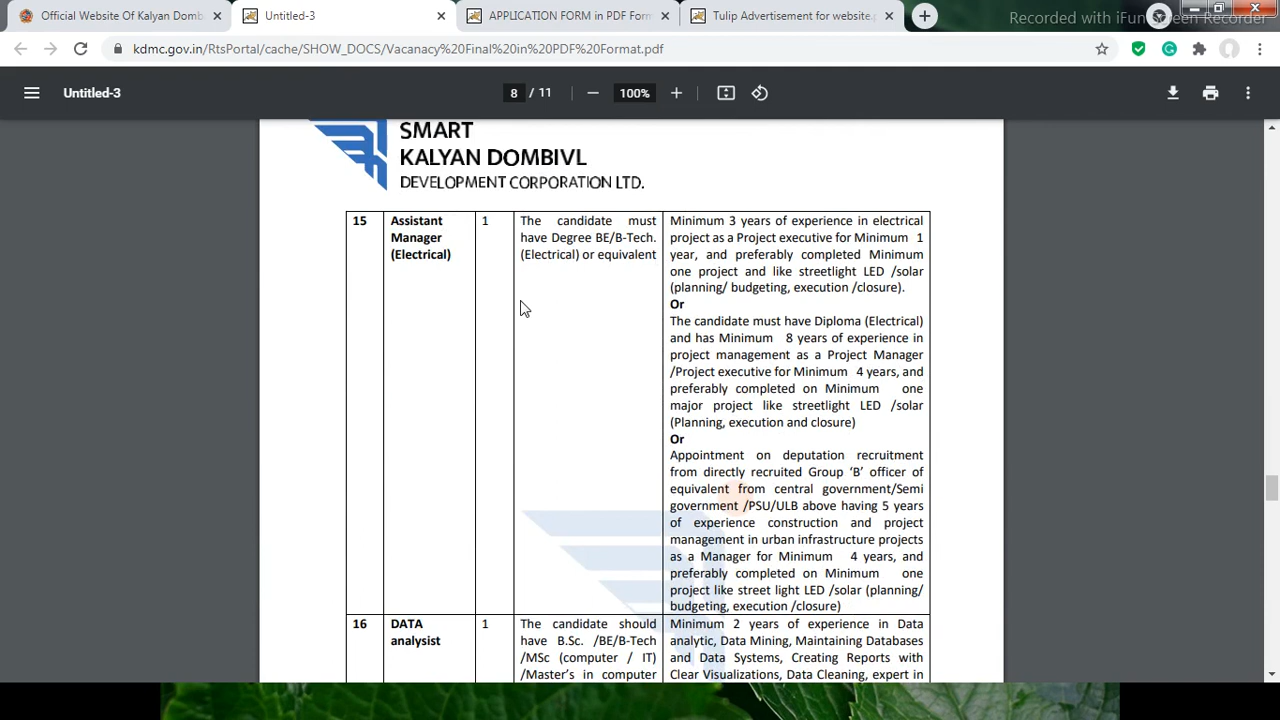 Official Website Of Kalyan Domb
Untitled-3
APPLICATION FORM in PDF Form
Tulip Advertisement for website.p
Recorded with iFun Screen Recorder
kdmc.gov.in/RtsPortal/cache/SHOW_DOCS/Vacanacy%20Final%20in%20PDF%20Format.pdf
Untitled-3
8 / 11
100%
SMART
KALYAN DOMBIVL
DEVELOPMENT CORPORATION LTD.
15
Assistant
Manager
(Electrical)
1
The candidate must
have Degree BE/B-Tech.
(Electrical) or equivalent
Minimum 3 years of experience in electrical
project as a Project executive for Minimum 1
year, and preferably completed Minimum
one project and like streetlight LED /solar
(planning/ budgeting, execution /closure).
Or
The candidate must have Diploma (Electrical)
and has Minimum 8 years of experience in
project management as a Project Manager
/Project executive for Minimum 4 years, and
preferably completed on Minimum one
major project like streetlight LED /solar
(Planning, execution and closure)
Or
Appointment on deputation recruitment
from directly recruited Group ‘B’ officer of
equivalent from central government/Semi
government /PSU/ULB above having 5 years
of experience construction and project
management in urban infrastructure projects
as a Manager for Minimum 4 years, and
preferably completed on Minimum one
project like street light LED /solar (planning/
budgeting, execution /closure)
16
DATA
analysist
1
The candidate should
have B.Sc. /BE/B-Tech
/MSc (computer / IT)
/Master’s in computer
Minimum 2 years of experience in Data
analytic, Data Mining, Maintaining Databases
and Data Systems, Creating Reports with
Clear Visualizations, Data Cleaning, expert in